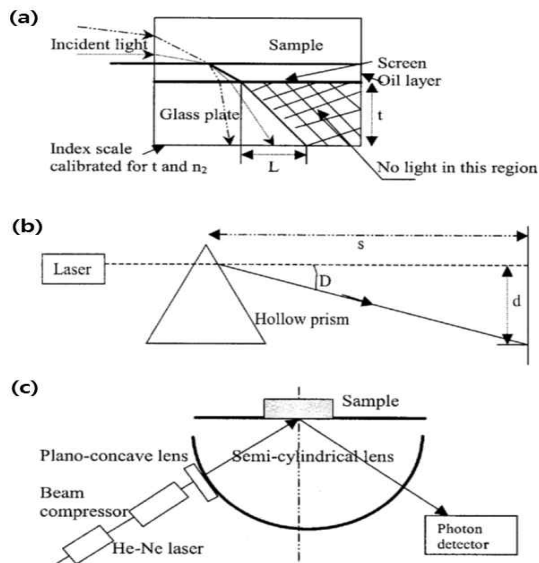 (a)
Incident light
Sample
Screen
Oil layer
Glass plate
t
Index scale
calibrated for t and n₂
L
No light in this region
(b)
s
Laser
D
d
Hollow prism
(c)
Sample
Plano-concave lens
Semi-cylindrical lens
Beam
compressor
He-Ne laser
Photon
detector